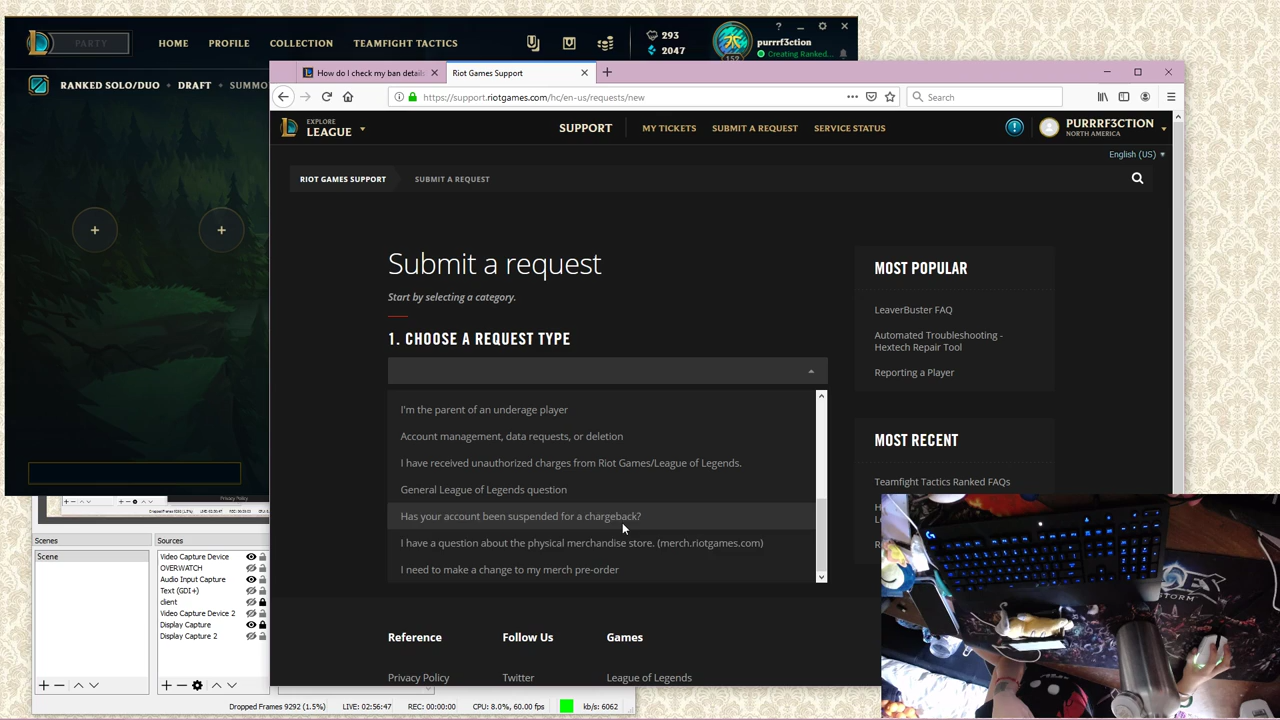 PARTY
HOME
PROFILE
COLLECTION
TEAMFIGHT TACTICS
293
2047
?
purrrf3ction
Creating Ranked...
152
RANKED SOLO/DUO
DRAFT
SUMMO
How do I check my ban details
Riot Games Support
https://support.riotgames.com/hc/en-us/requests/new
Search
EXPLORE
LEAGUE
SUPPORT
MY TICKETS
SUBMIT A REQUEST
SERVICE STATUS
PURRRF3CTION
NORTH AMERICA
English (US)
RIOT GAMES SUPPORT
SUBMIT A REQUEST
Submit a request
Start by selecting a category.
1. CHOOSE A REQUEST TYPE
I'm the parent of an underage player
Account management, data requests, or deletion
I have received unauthorized charges from Riot Games/League of Legends.
General League of Legends question
Has your account been suspended for a chargeback?
I have a question about the physical merchandise store. (merch.riotgames.com)
I need to make a change to my merch pre-order
MOST POPULAR
LeaverBuster FAQ
Automated Troubleshooting -
Hextech Repair Tool
Reporting a Player
MOST RECENT
Teamfight Tactics Ranked FAQs
Reference
Follow Us
Games
Privacy Policy
Twitter
League of Legends
Privacy Policy
Scenes
Sources
Scene
Video Capture Device
OVERWATCH
Audio Input Capture
Text (GDI+)
client
Video Capture Device 2
Display Capture
Display Capture 2
Dropped Frames 9292 (1.5%)
LIVE: 02:56:47
REC: 00:00:00
CPU: 8.0%, 60.00 fps
kb/s: 6062